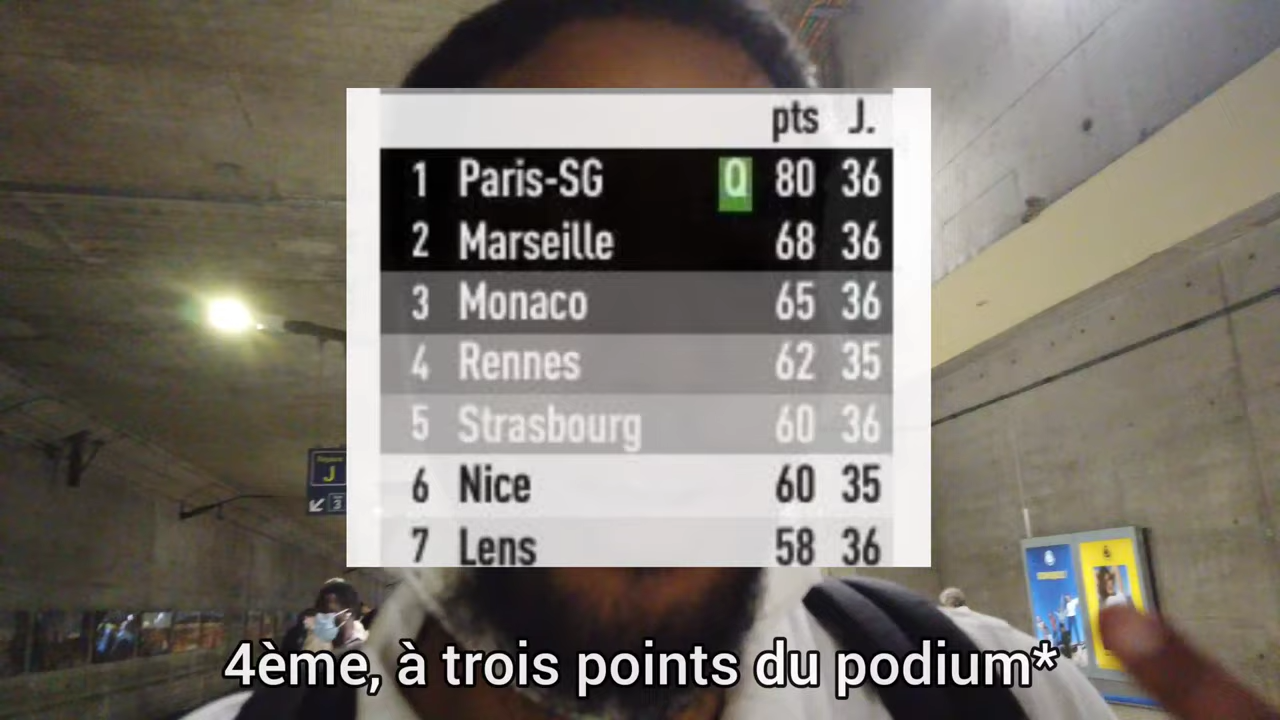 pts J.
1 Paris-SG Q 80 36
2 Marseille 68 36
3 Monaco 65 36
4 Rennes 62 35
5 Strasbourg 60 36
6 Nice 60 35
7 Lens 58 36
J
3
4ème, à trois points du podium*